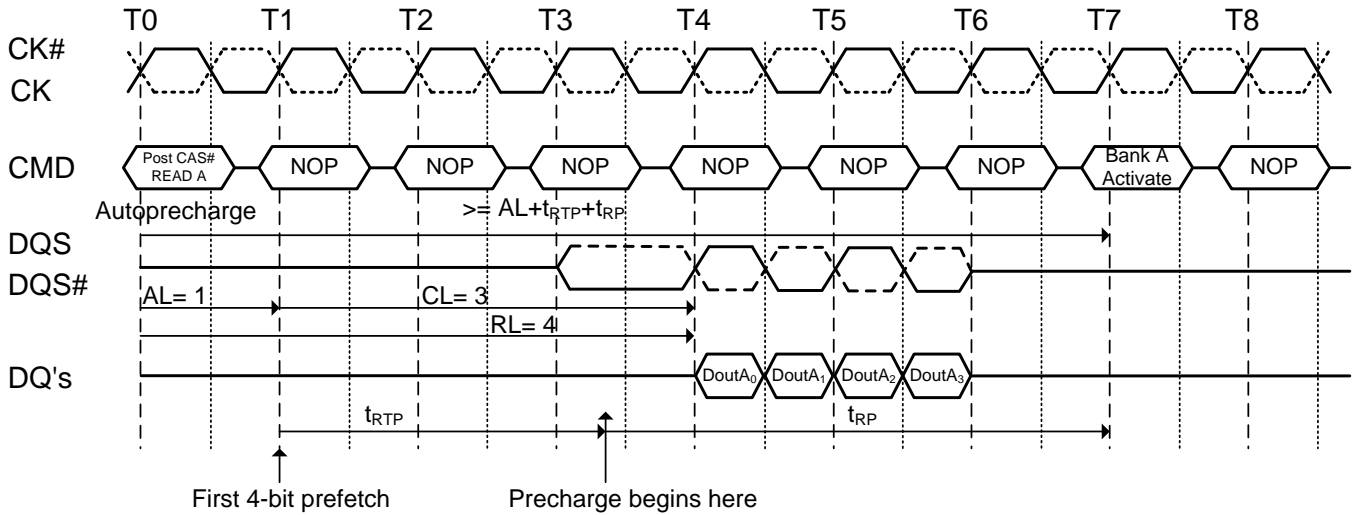 T0 T1 T2 T3 T4 T5 T6 T7 T8
CK#
CK
CMD
Post CAS#
READ A
NOP NOP NOP NOP NOP NOP
Bank A
Activate
NOP
Autoprecharge
>= AL+tRTP+tRP
DQS
DQS#
AL= 1
CL= 3
RL= 4
DQ's
DoutA0 DoutA1 DoutA2 DoutA3
tRTP
tRP
First 4-bit prefetch
Precharge begins here